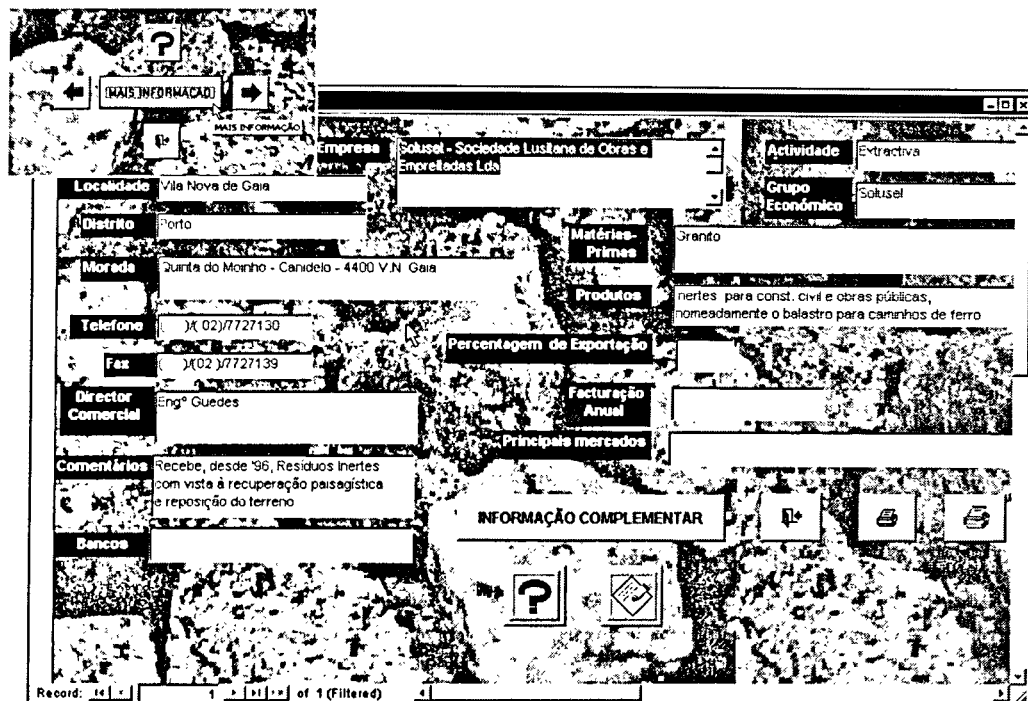 ?
MAIS INFORMAÇAO
MAIS INFORMAÇÃO
Empresa
Solusel - Sociedade Lusitana de Obras e
Empreitadas Lda
Actividade
Extractiva
Localidade
Vila Nova de Gaia
Grupo
Económico
Solusel
Distrito
Porto
Matérias-
Primas
Granito
Morada
Quinta do Moinho - Canidelo - 4400 V.N. Gaia
Produtos
Inertes para const. civil e obras públicas,
nomeadamente o balastro para caminhos de ferro
Telefone
( )/( 02)/7727130
Percentagem de Exportação
Fax
( )/(02 )/7727139
Director
Comercial
Engº Guedes
Facturação
Anual
Principais mercados
Comentários
Recebe, desde '96, Resíduos Inertes
com vista à recuperação paisagística
e reposição do terreno
INFORMAÇÃO COMPLEMENTAR
Bancos
?
Record: 1 of 1 (Filtered)